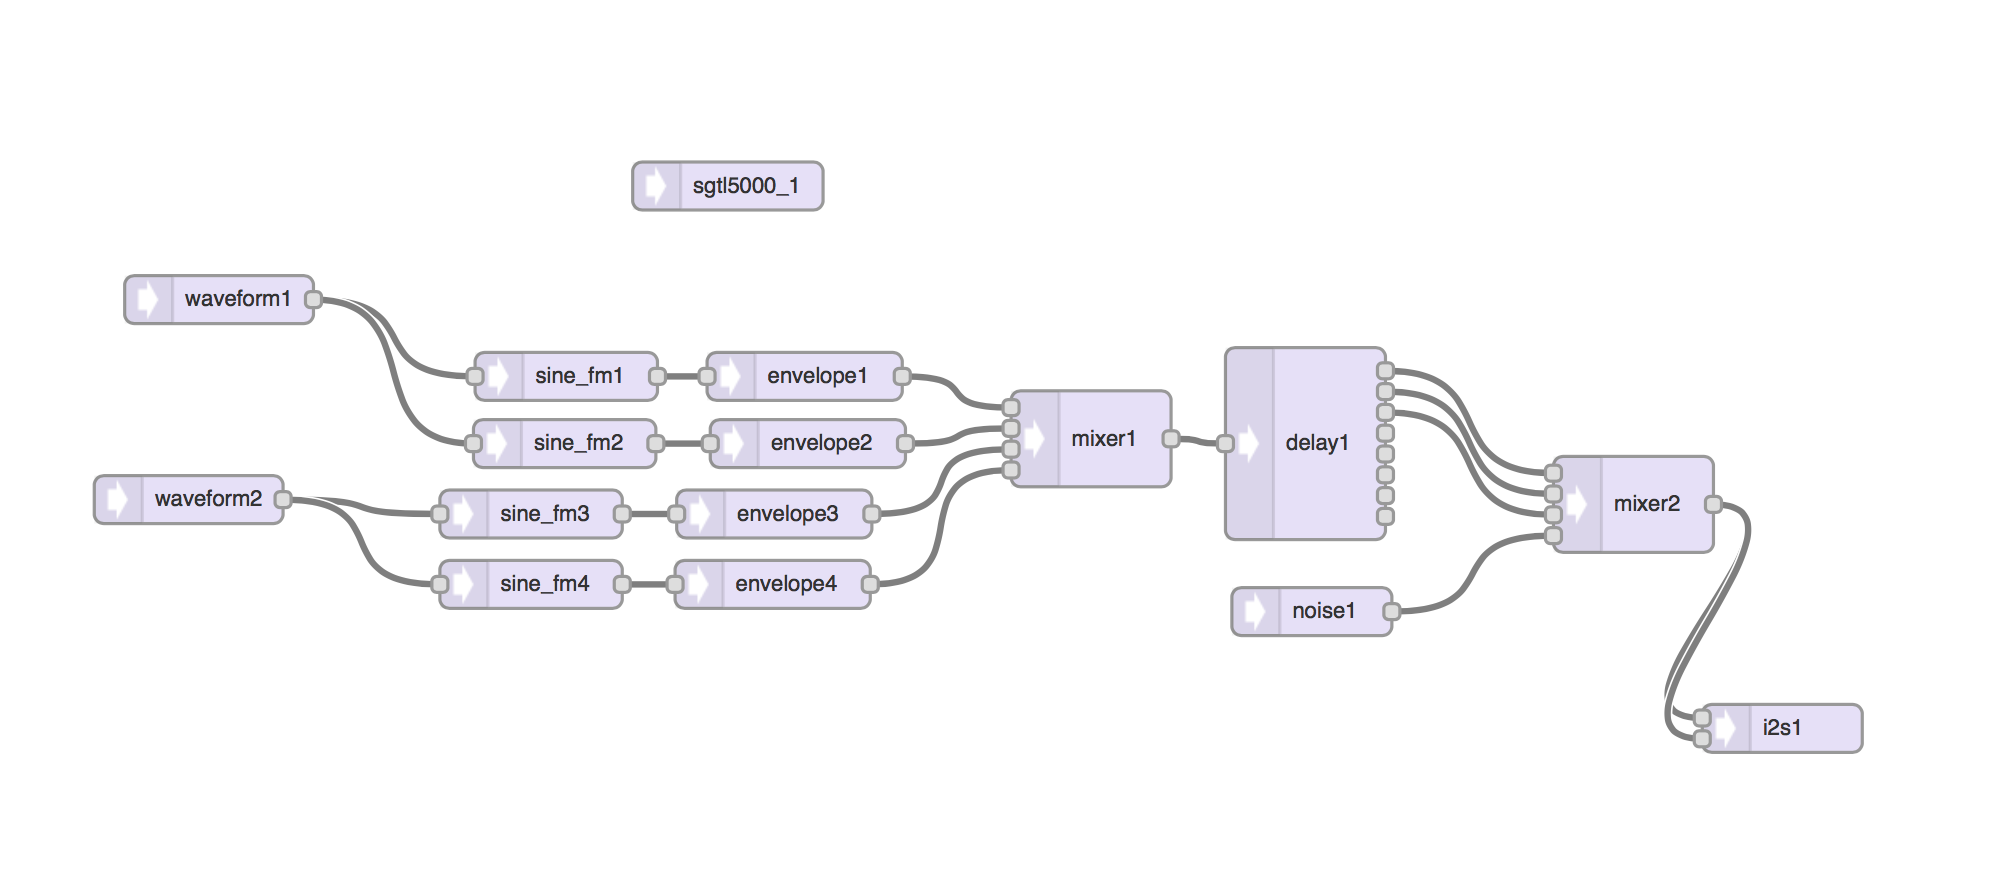 sgtl5000_1
waveform1
sine_fm1
envelope1
sine_fm2
envelope2
mixer1
delay1
waveform2
sine_fm3
envelope3
mixer2
sine_fm4
envelope4
noise1
i2s1